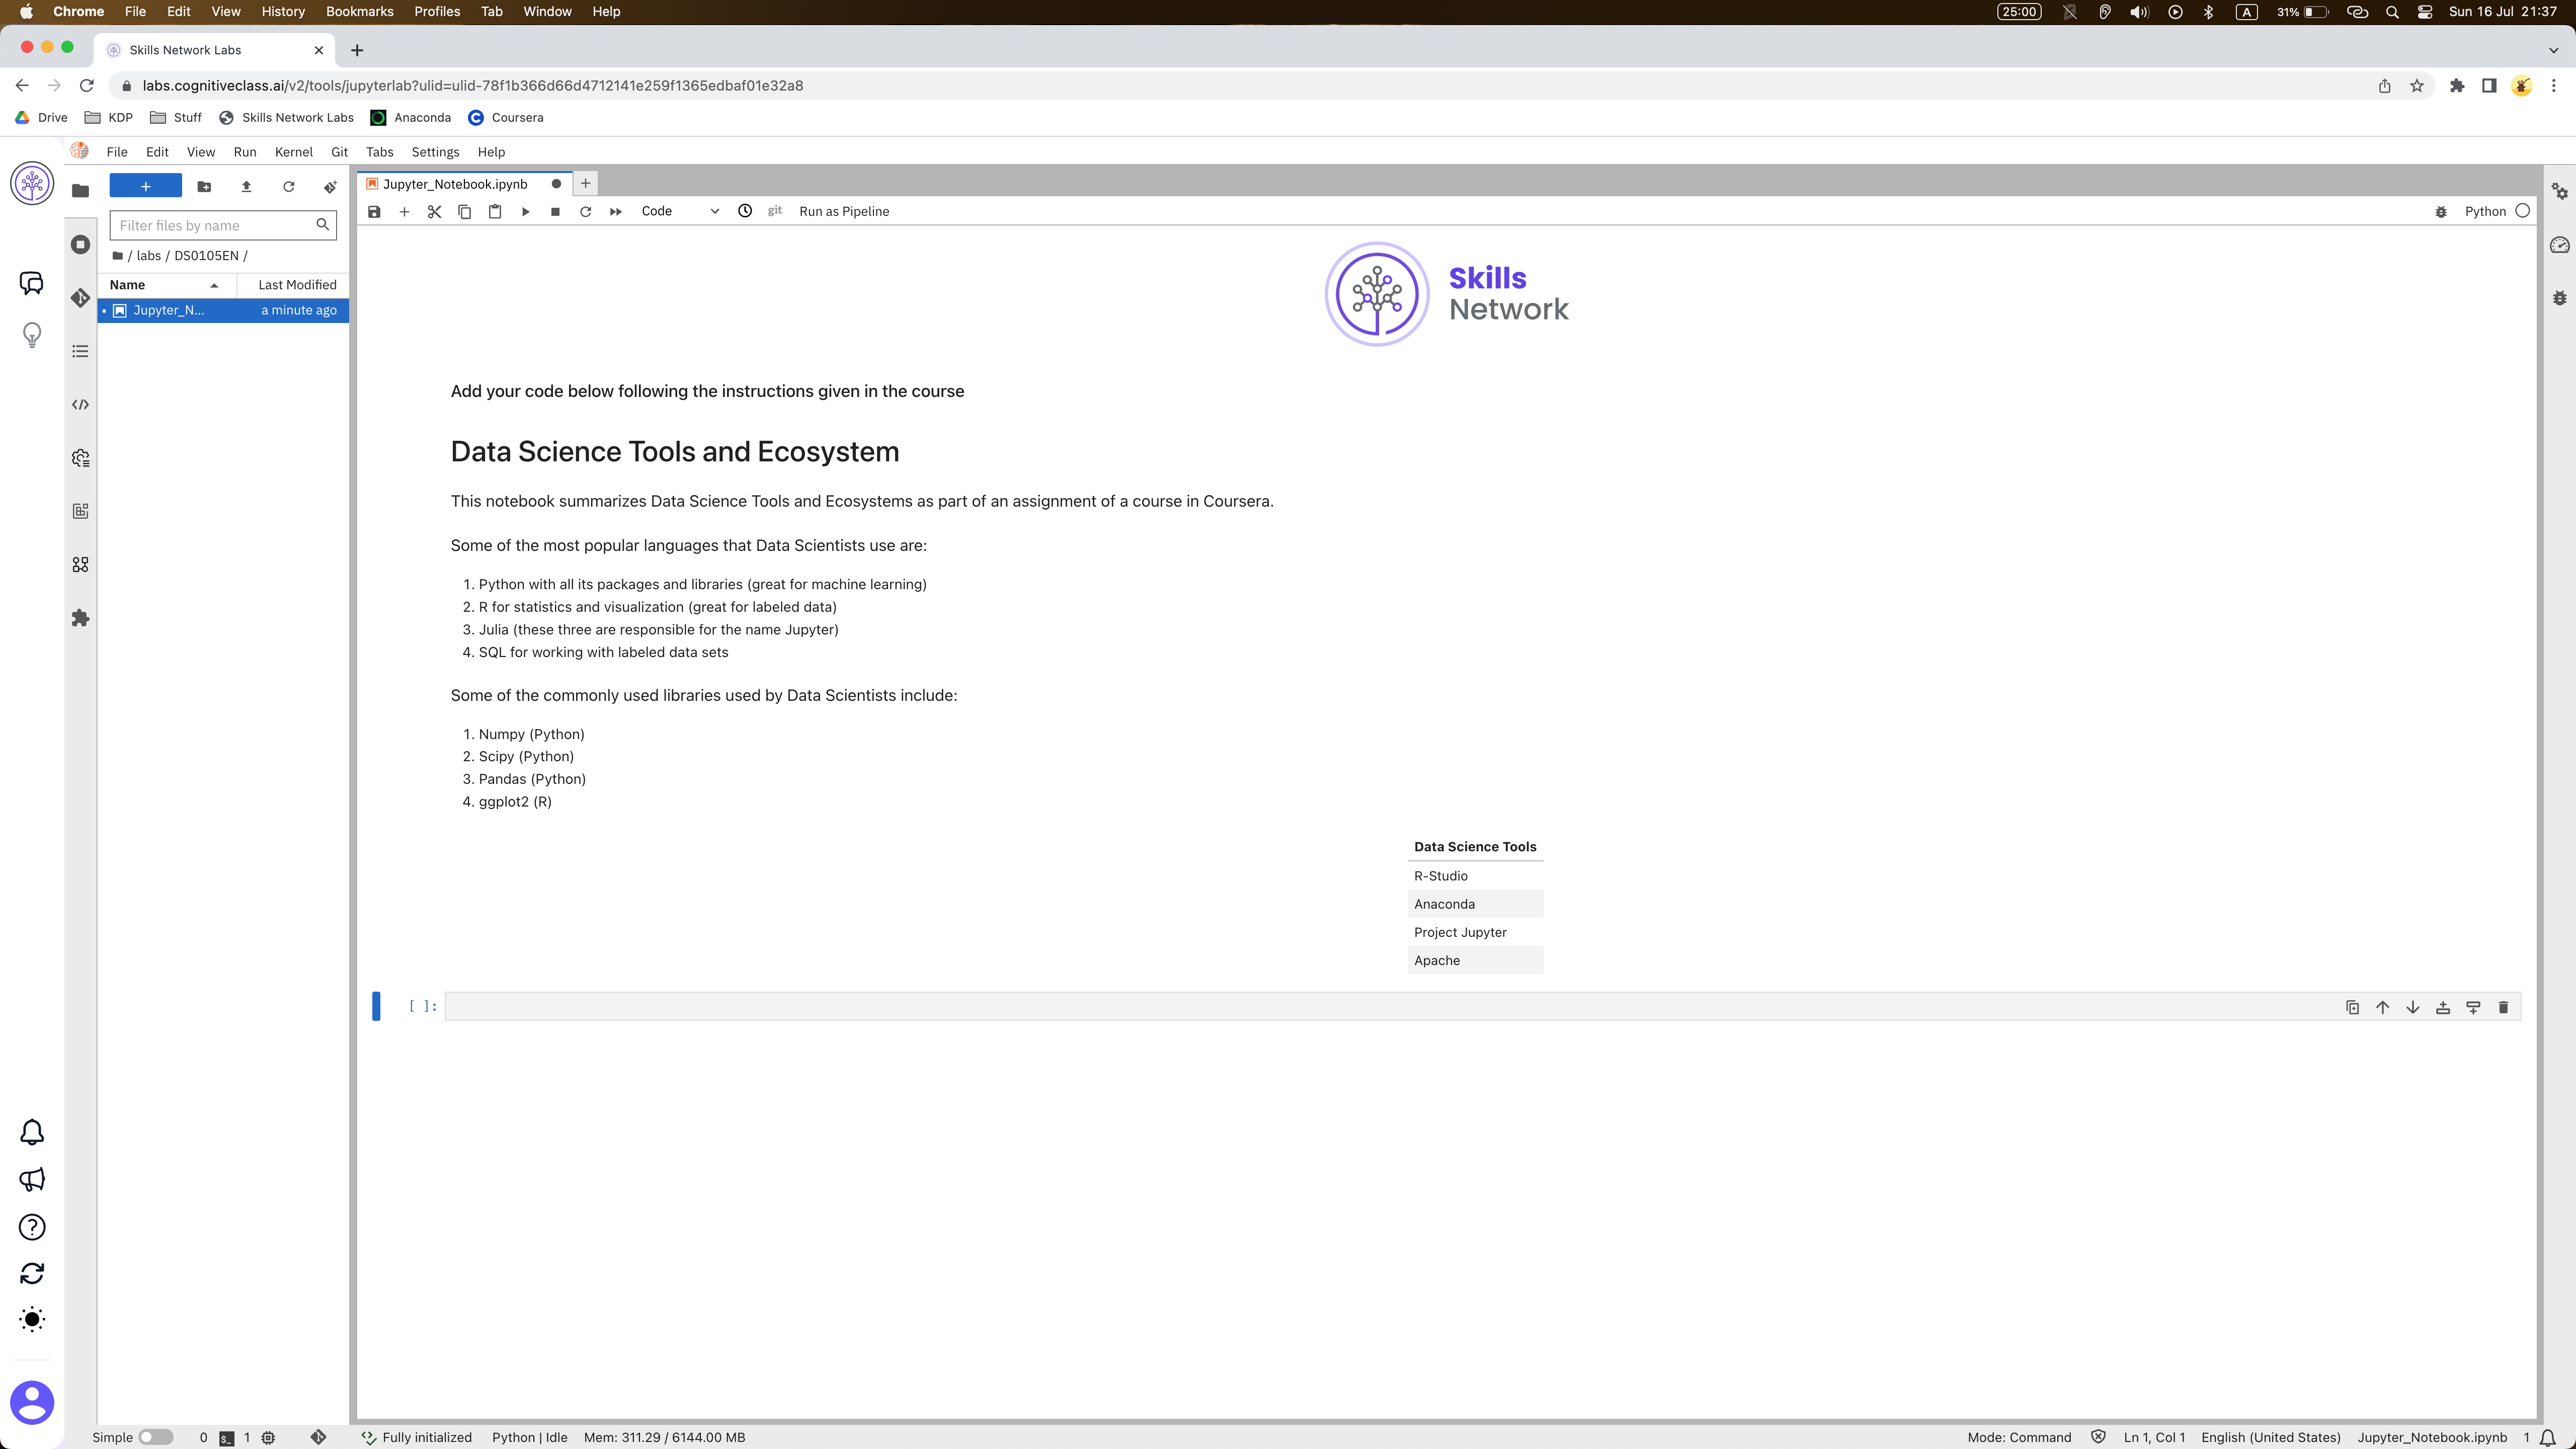 Chrome File Edit View History Bookmarks Profiles Tab Window Help 25:00 A 31% Sun 16 Jul 21:37
Skills Network Labs
labs.cognitiveclass.ai/v2/tools/jupyterlab?ulid=ulid-78f1b366d66d4712141e259f1365edbaf01e32a8
Drive KDP Stuff Skills Network Labs Anaconda Coursera
File Edit View Run Kernel Git Tabs Settings Help
Jupyter_Notebook.ipynb
Code git Run as Pipeline Python
Filter files by name
/ labs / DS0105EN /
Name Last Modified
Jupyter_N... a minute ago
Skills
Network
Add your code below following the instructions given in the course
Data Science Tools and Ecosystem
This notebook summarizes Data Science Tools and Ecosystems as part of an assignment of a course in Coursera.
Some of the most popular languages that Data Scientists use are:
1. Python with all its packages and libraries (great for machine learning)
2. R for statistics and visualization (great for labeled data)
3. Julia (these three are responsible for the name Jupyter)
4. SQL for working with labeled data sets
Some of the commonly used libraries used by Data Scientists include:
1. Numpy (Python)
2. Scipy (Python)
3. Pandas (Python)
4. ggplot2 (R)
Data Science Tools
R-Studio
Anaconda
Project Jupyter
Apache
[ ]:
Simple 0 $_ 1 Fully initialized Python | Idle Mem: 311.29 / 6144.00 MB Mode: Command Ln 1, Col 1 English (United States) Jupyter_Notebook.ipynb 1